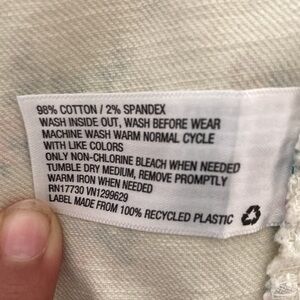 98% COTTON / 2% SPANDEX
WASH INSIDE OUT, WASH BEFORE WEAR
MACHINE WASH WARM NORMAL CYCLE
WITH LIKE COLORS
ONLY NON-CHLORINE BLEACH WHEN NEEDED
TUMBLE DRY MEDIUM, REMOVE PROMPTLY
WARM IRON WHEN NEEDED
RN17730 VN1299629
LABEL MADE FROM 100% RECYCLED PLASTIC